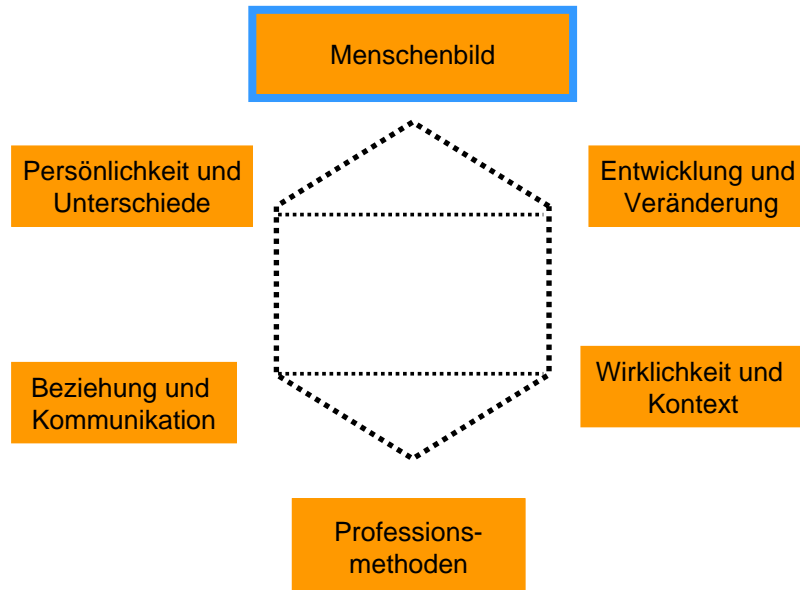 Menschenbild
Persönlichkeit und
Unterschiede
Entwicklung und
Veränderung
Beziehung und
Kommunikation
Wirklichkeit und
Kontext
Professions-
methoden